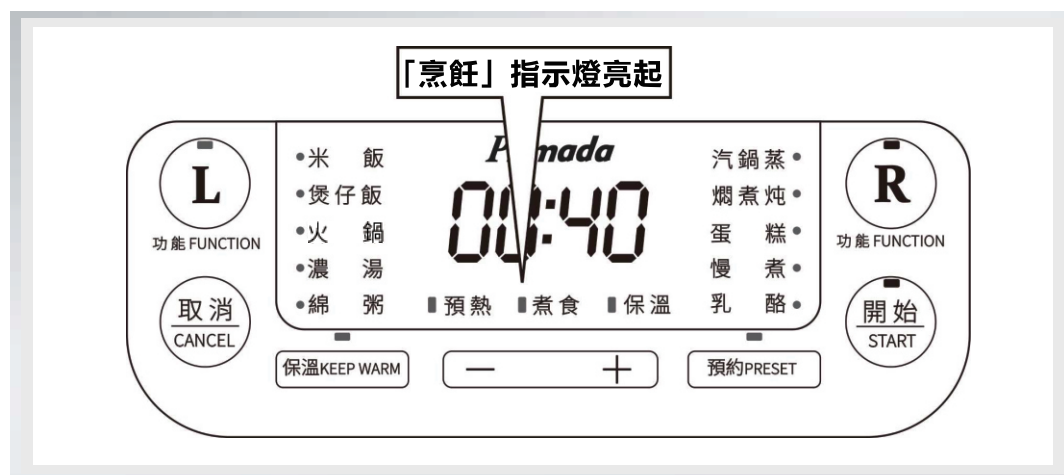 「烹飪」指示燈亮起
L
功能 FUNCTION
取消
CANCEL
•米 飯
•煲仔飯
•火 鍋
•濃 湯
•綿 粥
00:40
預熱 煮食 保溫
汽鍋蒸•
燜煮炖•
蛋 糕•
慢 煮•
乳 酪•
R
功能 FUNCTION
開始
START
保溫KEEP WARM
— +
預約PRESET